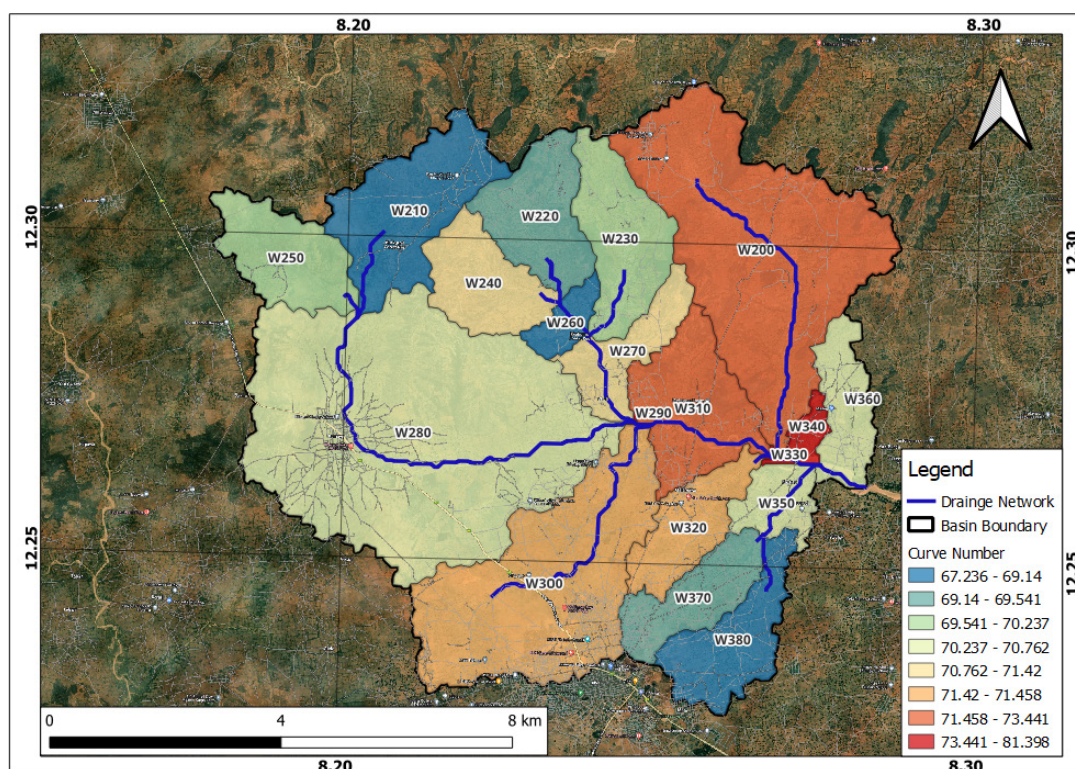 8.20 8.30
12.30 12.30
W210
W220
W230
W200
W250
W240
W260
W270
W360
W290
W310
W280
W340
W330
W350
W320
12.25 12.25
W300
W370
W380
Legend
Drainge Network
Basin Boundary
Curve Number
67.236 - 69.14
69.14 - 69.541
69.541 - 70.237
70.237 - 70.762
70.762 - 71.42
71.42 - 71.458
71.458 - 73.441
73.441 - 81.398
0 4 8 km
8.20 8.30